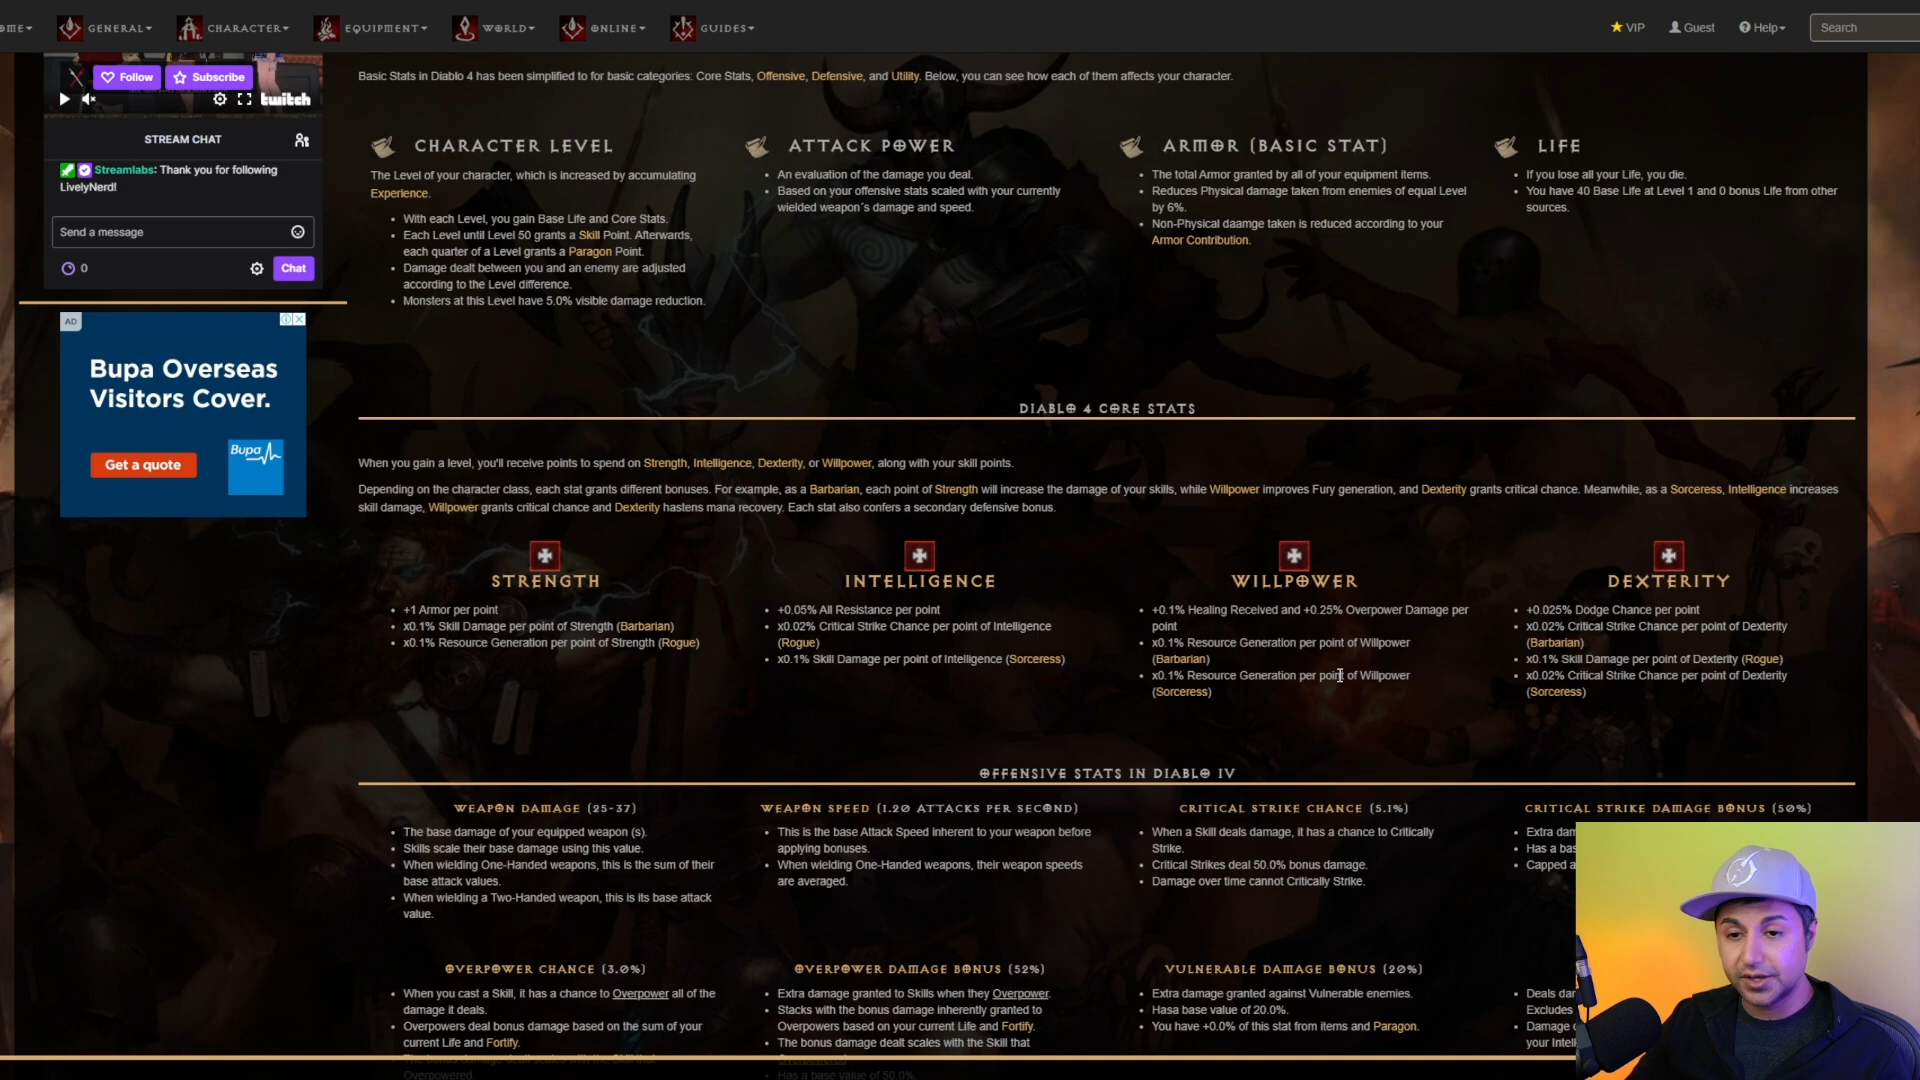 OME
GENERAL
CHARACTER
EQUIPMENT
WORLD
ONLINE
GUIDES
VIP
Guest
Help
Search
Follow
Subscribe
twitch
STREAM CHAT
Streamlabs: Thank you for following
LivelyNerd!
Send a message
0
Chat
AD
Bupa Overseas
Visitors Cover.
Get a quote
Bupa
Basic Stats in Diablo 4 has been simplified to for basic categories: Core Stats, Offensive, Defensive, and Utility. Below, you can see how each of them affects your character.
CHARACTER LEVEL
The Level of your character, which is increased by accumulating
Experience.
• With each Level, you gain Base Life and Core Stats.
• Each Level until Level 50 grants a Skill Point. Afterwards,
each quarter of a Level grants a Paragon Point.
• Damage dealt between you and an enemy are adjusted
according to the Level difference.
• Monsters at this Level have 5.0% visible damage reduction.
ATTACK POWER
• An evaluation of the damage you deal.
• Based on your offensive stats scaled with your currently
wielded weapon´s damage and speed.
ARMOR (BASIC STAT)
• The total Armor granted by all of your equipment items.
• Reduces Physical damage taken from enemies of equal Level
by 6%.
• Non-Physical daamge taken is reduced according to your
Armor Contribution.
LIFE
• If you lose all your Life, you die.
• You have 40 Base Life at Level 1 and 0 bonus Life from other
sources.
DIABLO 4 CORE STATS
When you gain a level, you'll receive points to spend on Strength, Intelligence, Dexterity, or Willpower, along with your skill points.
Depending on the character class, each stat grants different bonuses. For example, as a Barbarian, each point of Strength will increase the damage of your skills, while Willpower improves Fury generation, and Dexterity grants critical chance. Meanwhile, as a Sorceress, Intelligence increases
skill damage, Willpower grants critical chance and Dexterity hastens mana recovery. Each stat also confers a secondary defensive bonus.
STRENGTH
• +1 Armor per point
• x0.1% Skill Damage per point of Strength (Barbarian)
• x0.1% Resource Generation per point of Strength (Rogue)
INTELLIGENCE
• +0.05% All Resistance per point
• x0.02% Critical Strike Chance per point of Intelligence
(Rogue)
• x0.1% Skill Damage per point of Intelligence (Sorceress)
WILLPOWER
• +0.1% Healing Received and +0.25% Overpower Damage per
point
• x0.1% Resource Generation per point of Willpower
(Barbarian)
• x0.1% Resource Generation per point of Willpower
(Sorceress)
DEXTERITY
• +0.025% Dodge Chance per point
• x0.02% Critical Strike Chance per point of Dexterity
(Barbarian)
• x0.1% Skill Damage per point of Dexterity (Rogue)
• x0.02% Critical Strike Chance per point of Dexterity
(Sorceress)
OFFENSIVE STATS IN DIABLO IV
WEAPON DAMAGE (25-37)
• The base damage of your equipped weapon (s).
• Skills scale their base damage using this value.
• When wielding One-Handed weapons, this is the sum of their
base attack values.
• When wielding a Two-Handed weapon, this is its base attack
value.
WEAPON SPEED (1.20 ATTACKS PER SECOND)
• This is the base Attack Speed inherent to your weapon before
applying bonuses.
• When wielding One-Handed weapons, their weapon speeds
are averaged.
CRITICAL STRIKE CHANCE (5.1%)
• When a Skill deals damage, it has a chance to Critically
Strike.
• Critical Strikes deal 50.0% bonus damage.
• Damage over time cannot Critically Strike.
CRITICAL STRIKE DAMAGE BONUS (50%)
• Extra dam
• Has a bas
• Capped a
OVERPOWER CHANCE (3.0%)
• When you cast a Skill, it has a chance to Overpower all of the
damage it deals.
• Overpowers deal bonus damage based on the sum of your
current Life and Fortify.
Overpowered
OVERPOWER DAMAGE BONUS (52%)
• Extra damage granted to Skills when they Overpower.
• Stacks with the bonus damage inherently granted to
Overpowers based on your current Life and Fortify.
• The bonus damage dealt scales with the Skill that
• Has a base value of 50.0%.
VULNERABLE DAMAGE BONUS (20%)
• Extra damage granted against Vulnerable enemies.
• Hasa base value of 20.0%.
• You have +0.0% of this stat from items and Paragon.
• Deals dar
Excludes
• Damage o
your Intell